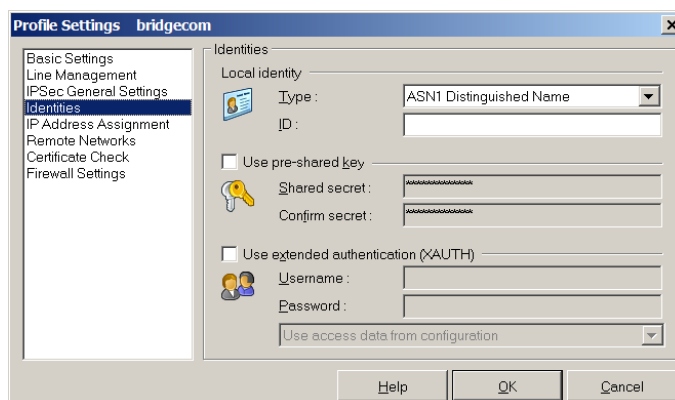 Profile Settings bridgecom
Basic Settings
Line Management
IPSec General Settings
Identities
IP Address Assignment
Remote Networks
Certificate Check
Firewall Settings
Identities
Local identity
Type :
ASN1 Distinguished Name
ID :
Use pre-shared key
Shared secret :
*************
Confirm secret :
*************
Use extended authentication (XAUTH)
Username :
Password :
Use access data from configuration
Help
OK
Cancel